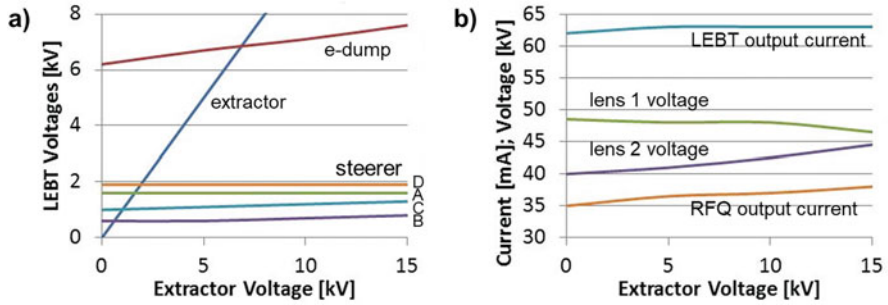 a)
LEBT Voltages [kV]
8
6
4
2
0
e-dump
extractor
steerer
D
A
C
B
0 5 10 15
Extractor Voltage [kV]
b)
Current [mA]; Voltage [kV]
65
60
55
50
45
40
35
30
LEBT output current
lens 1 voltage
lens 2 voltage
RFQ output current
0 5 10 15
Extractor Voltage [kV]